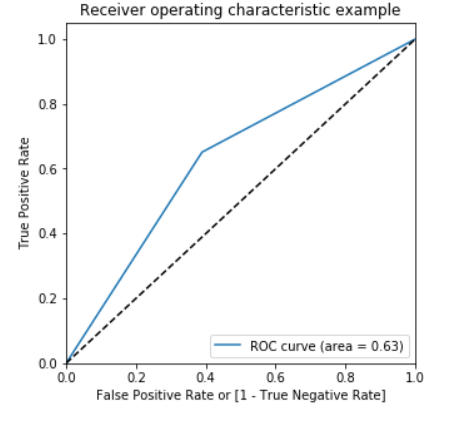 Receiver operating characteristic example
1.0
0.8
0.6
0.4
0.2
0.0
True Positive Rate
ROC curve (area = 0.63)
0.0 0.2 0.4 0.6 0.8 1.0
False Positive Rate or [1 - True Negative Rate]